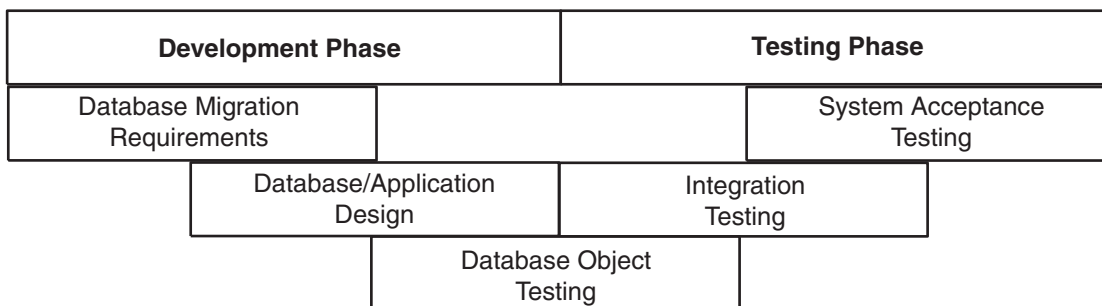 Development Phase
Testing Phase
Database Migration
Requirements
System Acceptance
Testing
Database/Application
Design
Integration
Testing
Database Object
Testing